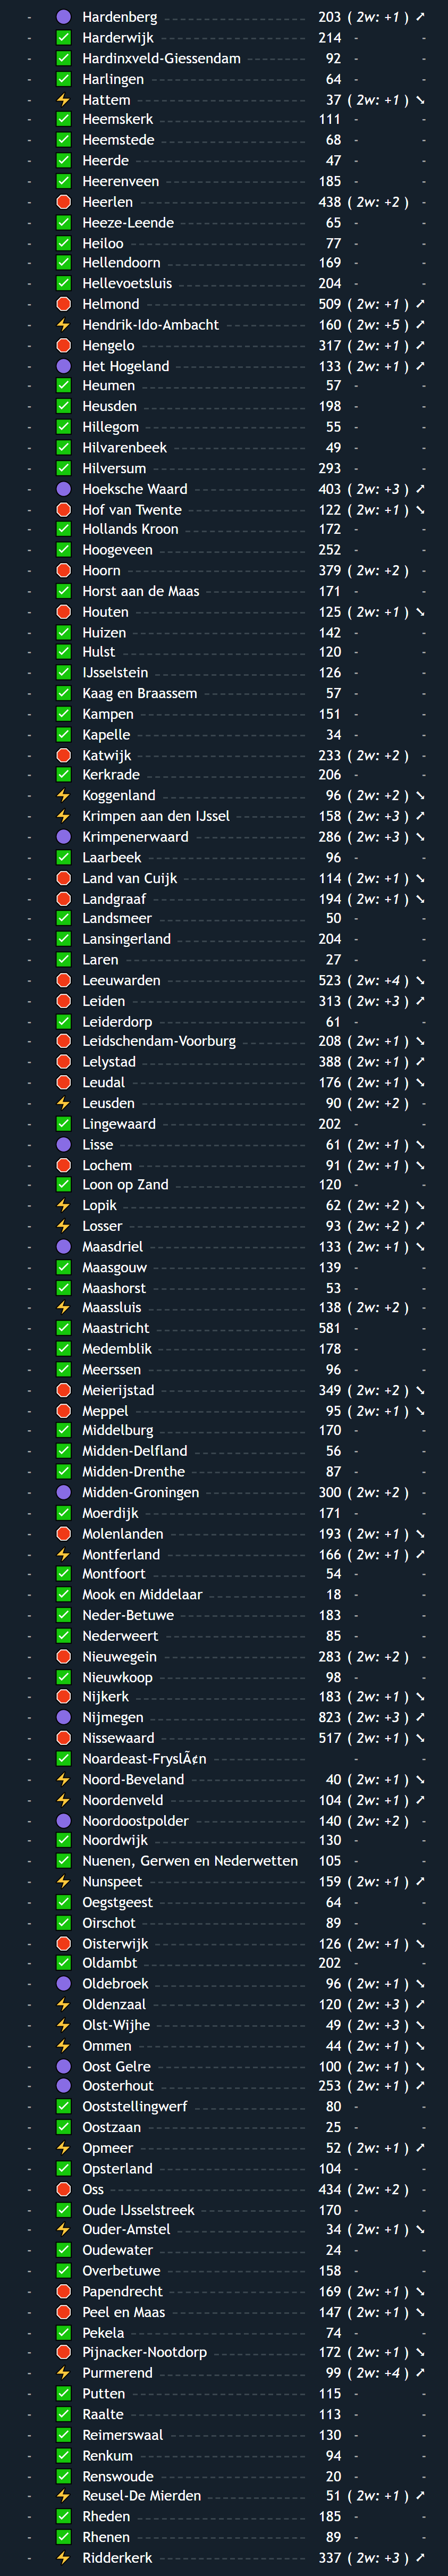 - Hardenberg 203 ( 2w: +1 ) ↗
- Harderwijk 214 - -
- Hardinxveld-Giessendam 92 - -
- Harlingen 64 - -
- Hattem 37 ( 2w: +1 ) ↘
- Heemskerk 111 - -
- Heemstede 68 - -
- Heerde 47 - -
- Heerenveen 185 - -
- Heerlen 438 ( 2w: +2 ) -
- Heeze-Leende 65 - -
- Heiloo 77 - -
- Hellendoorn 169 - -
- Hellevoetsluis 204 - -
- Helmond 509 ( 2w: +1 ) ↗
- Hendrik-Ido-Ambacht 160 ( 2w: +5 ) ↗
- Hengelo 317 ( 2w: +1 ) ↗
- Het Hogeland 133 ( 2w: +1 ) ↗
- Heumen 57 - -
- Heusden 198 - -
- Hillegom 55 - -
- Hilvarenbeek 49 - -
- Hilversum 293 - -
- Hoeksche Waard 403 ( 2w: +3 ) ↗
- Hof van Twente 122 ( 2w: +1 ) ↘
- Hollands Kroon 172 - -
- Hoogeveen 252 - -
- Hoorn 379 ( 2w: +2 ) -
- Horst aan de Maas 171 - -
- Houten 125 ( 2w: +1 ) ↘
- Huizen 142 - -
- Hulst 120 - -
- IJsselstein 126 - -
- Kaag en Braassem 57 - -
- Kampen 151 - -
- Kapelle 34 - -
- Katwijk 233 ( 2w: +2 ) -
- Kerkrade 206 - -
- Koggenland 96 ( 2w: +2 ) ↘
- Krimpen aan den IJssel 158 ( 2w: +3 ) ↗
- Krimpenerwaard 286 ( 2w: +3 ) ↘
- Laarbeek 96 - -
- Land van Cuijk 114 ( 2w: +1 ) ↘
- Landgraaf 194 ( 2w: +1 ) ↘
- Landsmeer 50 - -
- Lansingerland 204 - -
- Laren 27 - -
- Leeuwarden 523 ( 2w: +4 ) ↘
- Leiden 313 ( 2w: +3 ) ↗
- Leiderdorp 61 - -
- Leidschendam-Voorburg 208 ( 2w: +1 ) ↘
- Lelystad 388 ( 2w: +1 ) ↗
- Leudal 176 ( 2w: +1 ) ↘
- Leusden 90 ( 2w: +2 ) -
- Lingewaard 202 - -
- Lisse 61 ( 2w: +1 ) ↘
- Lochem 91 ( 2w: +1 ) ↘
- Loon op Zand 120 - -
- Lopik 62 ( 2w: +2 ) ↘
- Losser 93 ( 2w: +2 ) ↗
- Maasdriel 133 ( 2w: +1 ) ↘
- Maasgouw 139 - -
- Maashorst 53 - -
- Maassluis 138 ( 2w: +2 ) -
- Maastricht 581 - -
- Medemblik 178 - -
- Meerssen 96 - -
- Meierijstad 349 ( 2w: +2 ) ↘
- Meppel 95 ( 2w: +1 ) ↘
- Middelburg 170 - -
- Midden-Delfland 56 - -
- Midden-Drenthe 87 - -
- Midden-Groningen 300 ( 2w: +2 ) -
- Moerdijk 171 - -
- Molenlanden 193 ( 2w: +1 ) ↘
- Montferland 166 ( 2w: +1 ) ↗
- Montfoort 54 - -
- Mook en Middelaar 18 - -
- Neder-Betuwe 183 - -
- Nederweert 85 - -
- Nieuwegein 283 ( 2w: +2 ) -
- Nieuwkoop 98 - -
- Nijkerk 183 ( 2w: +1 ) ↘
- Nijmegen 823 ( 2w: +3 ) ↗
- Nissewaard 517 ( 2w: +1 ) ↘
- Noardeast-FryslÃ¢n - - -
- Noord-Beveland 40 ( 2w: +1 ) ↘
- Noordenveld 104 ( 2w: +1 ) ↗
- Noordoostpolder 140 ( 2w: +2 ) -
- Noordwijk 130 - -
- Nuenen, Gerwen en Nederwetten 105 - -
- Nunspeet 159 ( 2w: +1 ) ↗
- Oegstgeest 64 - -
- Oirschot 89 - -
- Oisterwijk 126 ( 2w: +1 ) ↘
- Oldambt 202 - -
- Oldebroek 96 ( 2w: +1 ) ↘
- Oldenzaal 120 ( 2w: +3 ) ↗
- Olst-Wijhe 49 ( 2w: +3 ) ↘
- Ommen 44 ( 2w: +1 ) ↘
- Oost Gelre 100 ( 2w: +1 ) ↘
- Oosterhout 253 ( 2w: +1 ) ↗
- Ooststellingwerf 80 - -
- Oostzaan 25 - -
- Opmeer 52 ( 2w: +1 ) ↗
- Opsterland 104 - -
- Oss 434 ( 2w: +2 ) -
- Oude IJsselstreek 170 - -
- Ouder-Amstel 34 ( 2w: +1 ) ↘
- Oudewater 24 - -
- Overbetuwe 158 - -
- Papendrecht 169 ( 2w: +1 ) ↘
- Peel en Maas 147 ( 2w: +1 ) ↘
- Pekela 74 - -
- Pijnacker-Nootdorp 172 ( 2w: +1 ) ↘
- Purmerend 99 ( 2w: +4 ) ↗
- Putten 115 - -
- Raalte 113 - -
- Reimerswaal 130 - -
- Renkum 94 - -
- Renswoude 20 - -
- Reusel-De Mierden 51 ( 2w: +1 ) ↗
- Rheden 185 - -
- Rhenen 89 - -
- Ridderkerk 337 ( 2w: +3 ) ↗